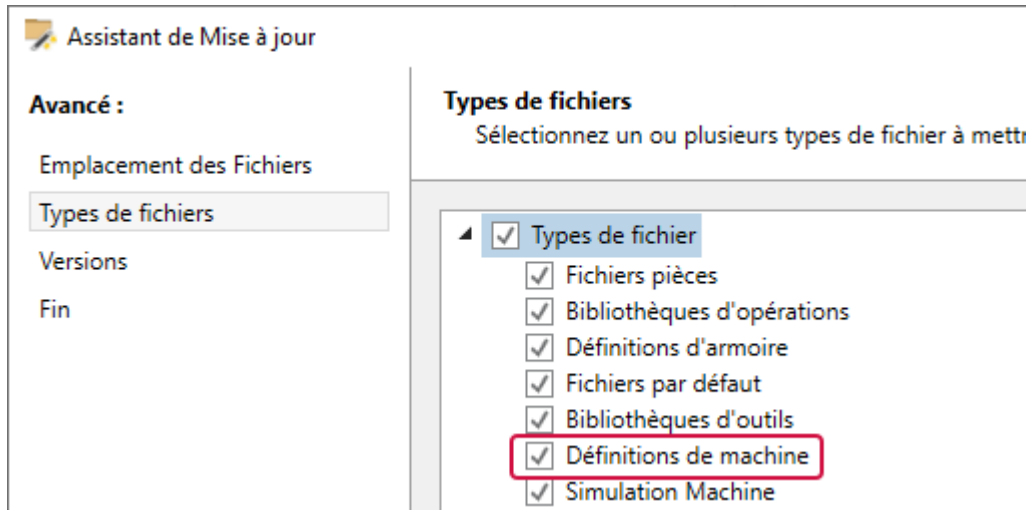 Assistant de Mise à jour
Avancé :
Emplacement des Fichiers
Types de fichiers
Versions
Fin
Types de fichiers
Sélectionnez un ou plusieurs types de fichier à
Types de fichier
Fichiers pièces
Bibliothèques d'opérations
Définitions d'armoire
Fichiers par défaut
Bibliothèques d'outils
Définitions de machine
Simulation Machine